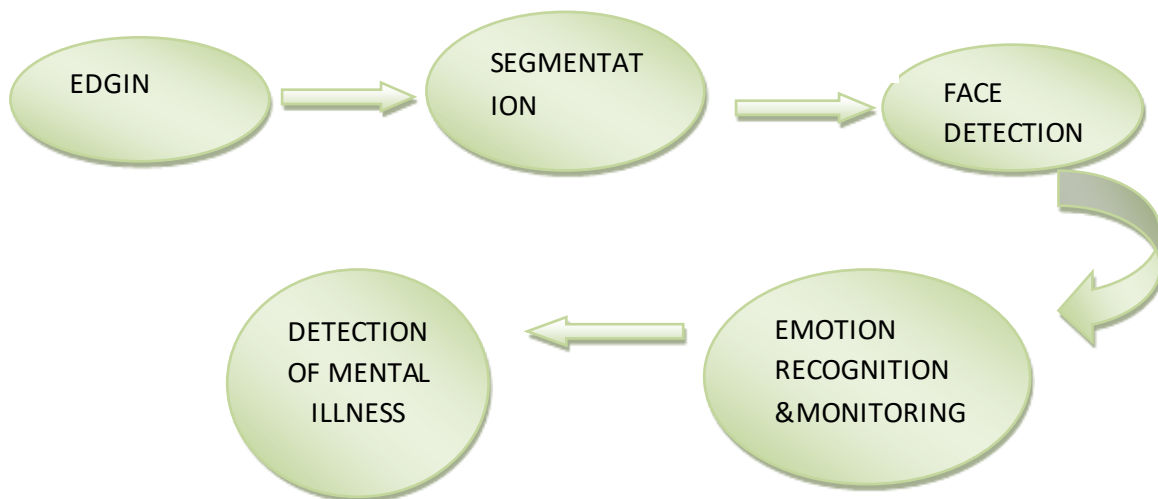 EDGIN
SEGMENTAT
ION
FACE
DETECTION
EMOTION
RECOGNITION
&MONITORING
DETECTION
OF MENTAL
ILLNESS